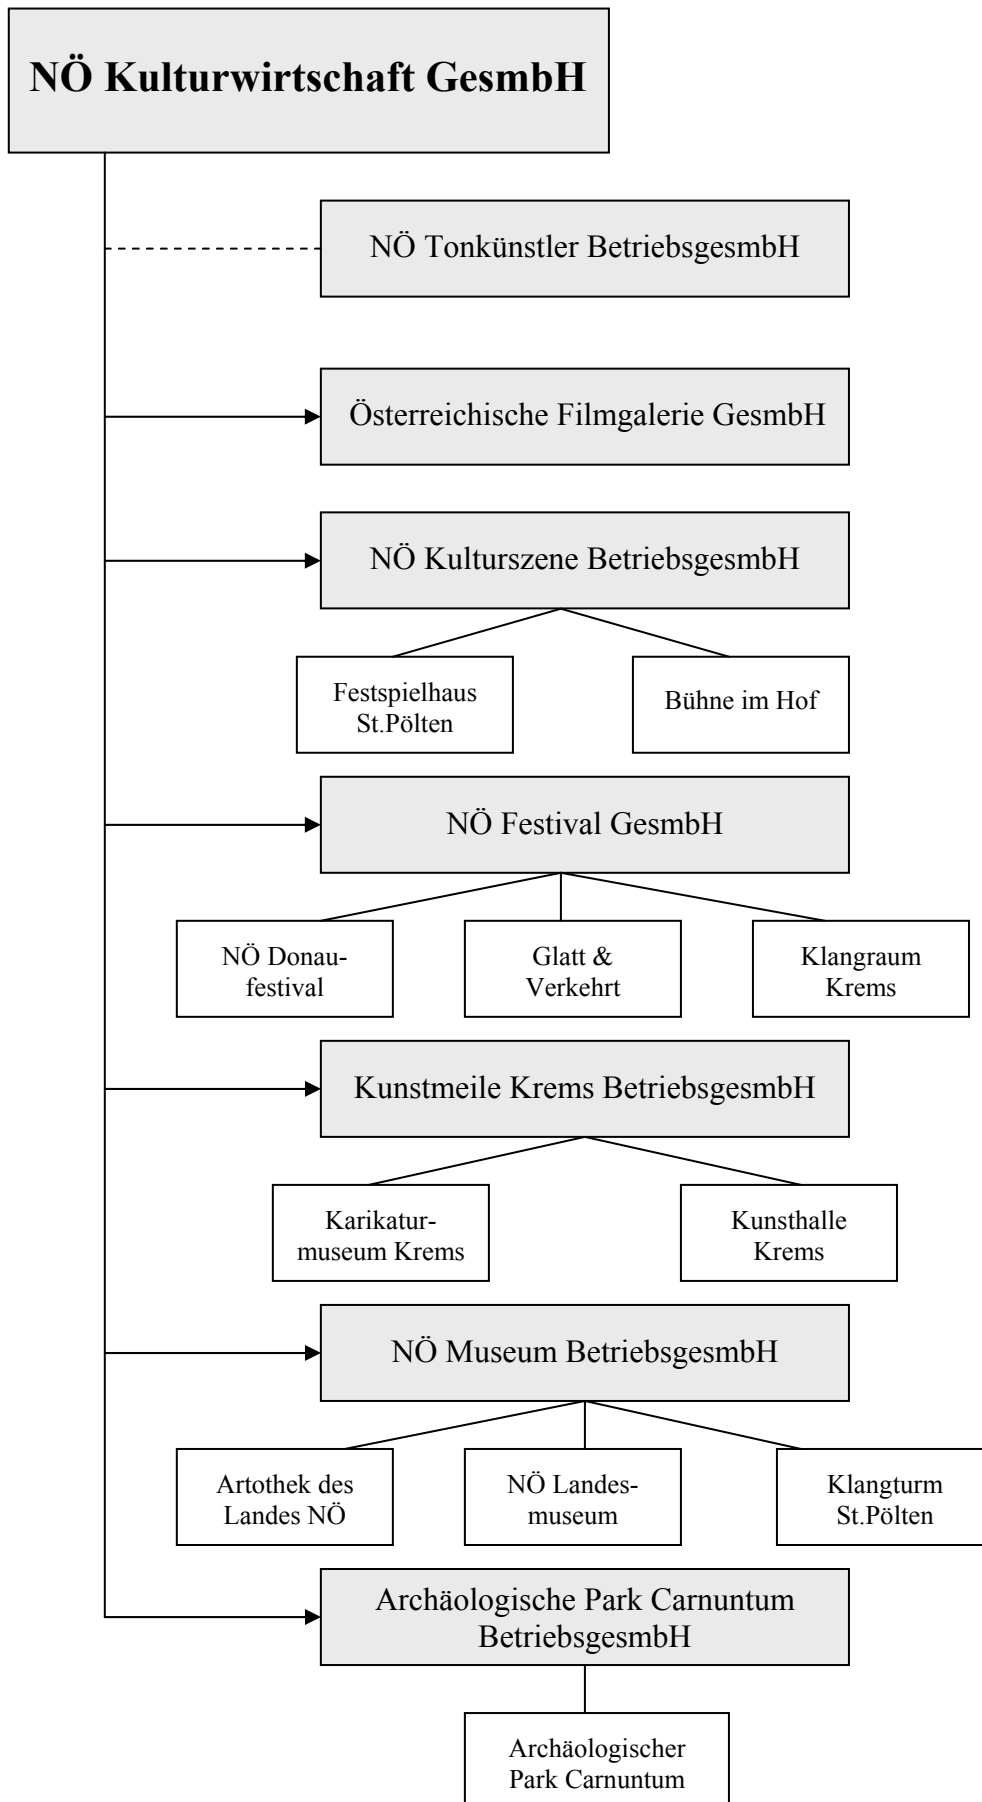 NÖ Kulturwirtschaft GesmbH
NÖ Tonkünstler BetriebsgesmbH
Österreichische Filmgalerie GesmbH
NÖ Kulturszene BetriebsgesmbH
Festspielhaus
St.Pölten
Bühne im Hof
NÖ Festival GesmbH
NÖ Donau-
festival
Glatt &
Verkehrt
Klangraum
Krems
Kunstmeile Krems BetriebsgesmbH
Karikatur-
museum Krems
Kunsthalle
Krems
NÖ Museum BetriebsgesmbH
Artothek des
Landes NÖ
NÖ Landes-
museum
Klangturm
St.Pölten
Archäologische Park Carnuntum
BetriebsgesmbH
Archäologischer
Park Carnuntum